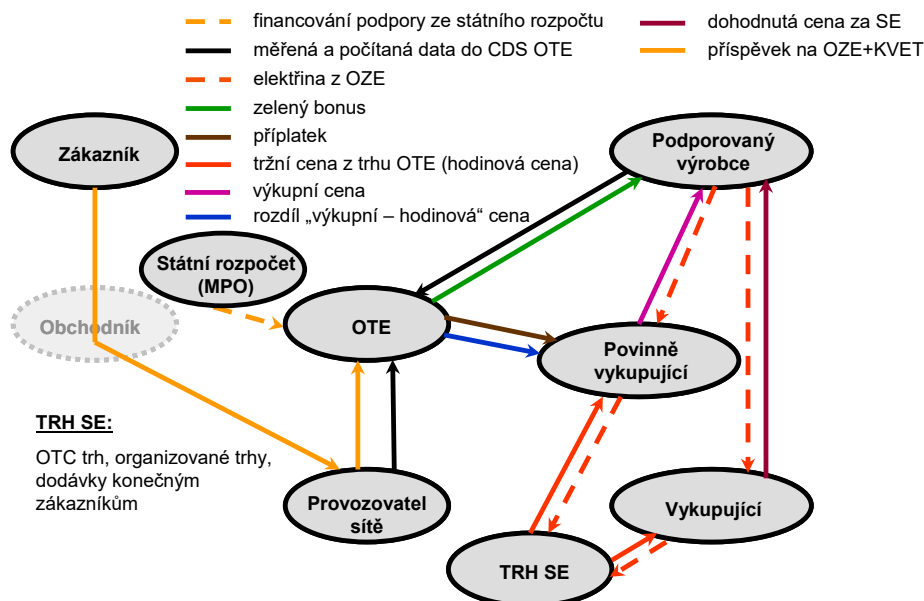 financování podpory ze státního rozpočtu
měřená a počítaná data do CDS OTE
elektřina z OZE
zelený bonus
příplatek
tržní cena z trhu OTE (hodinová cena)
výkupní cena
rozdíl „výkupní – hodinová“ cena
dohodnutá cena za SE
příspěvek na OZE+KVET
Zákazník
Podporovaný
výrobce
Státní rozpočet
(MPO)
Obchodník
OTE
Povinně
vykupující
TRH SE:
OTC trh, organizované trhy,
dodávky konečným
zákazníkům
Provozovatel
sítě
Vykupující
TRH SE